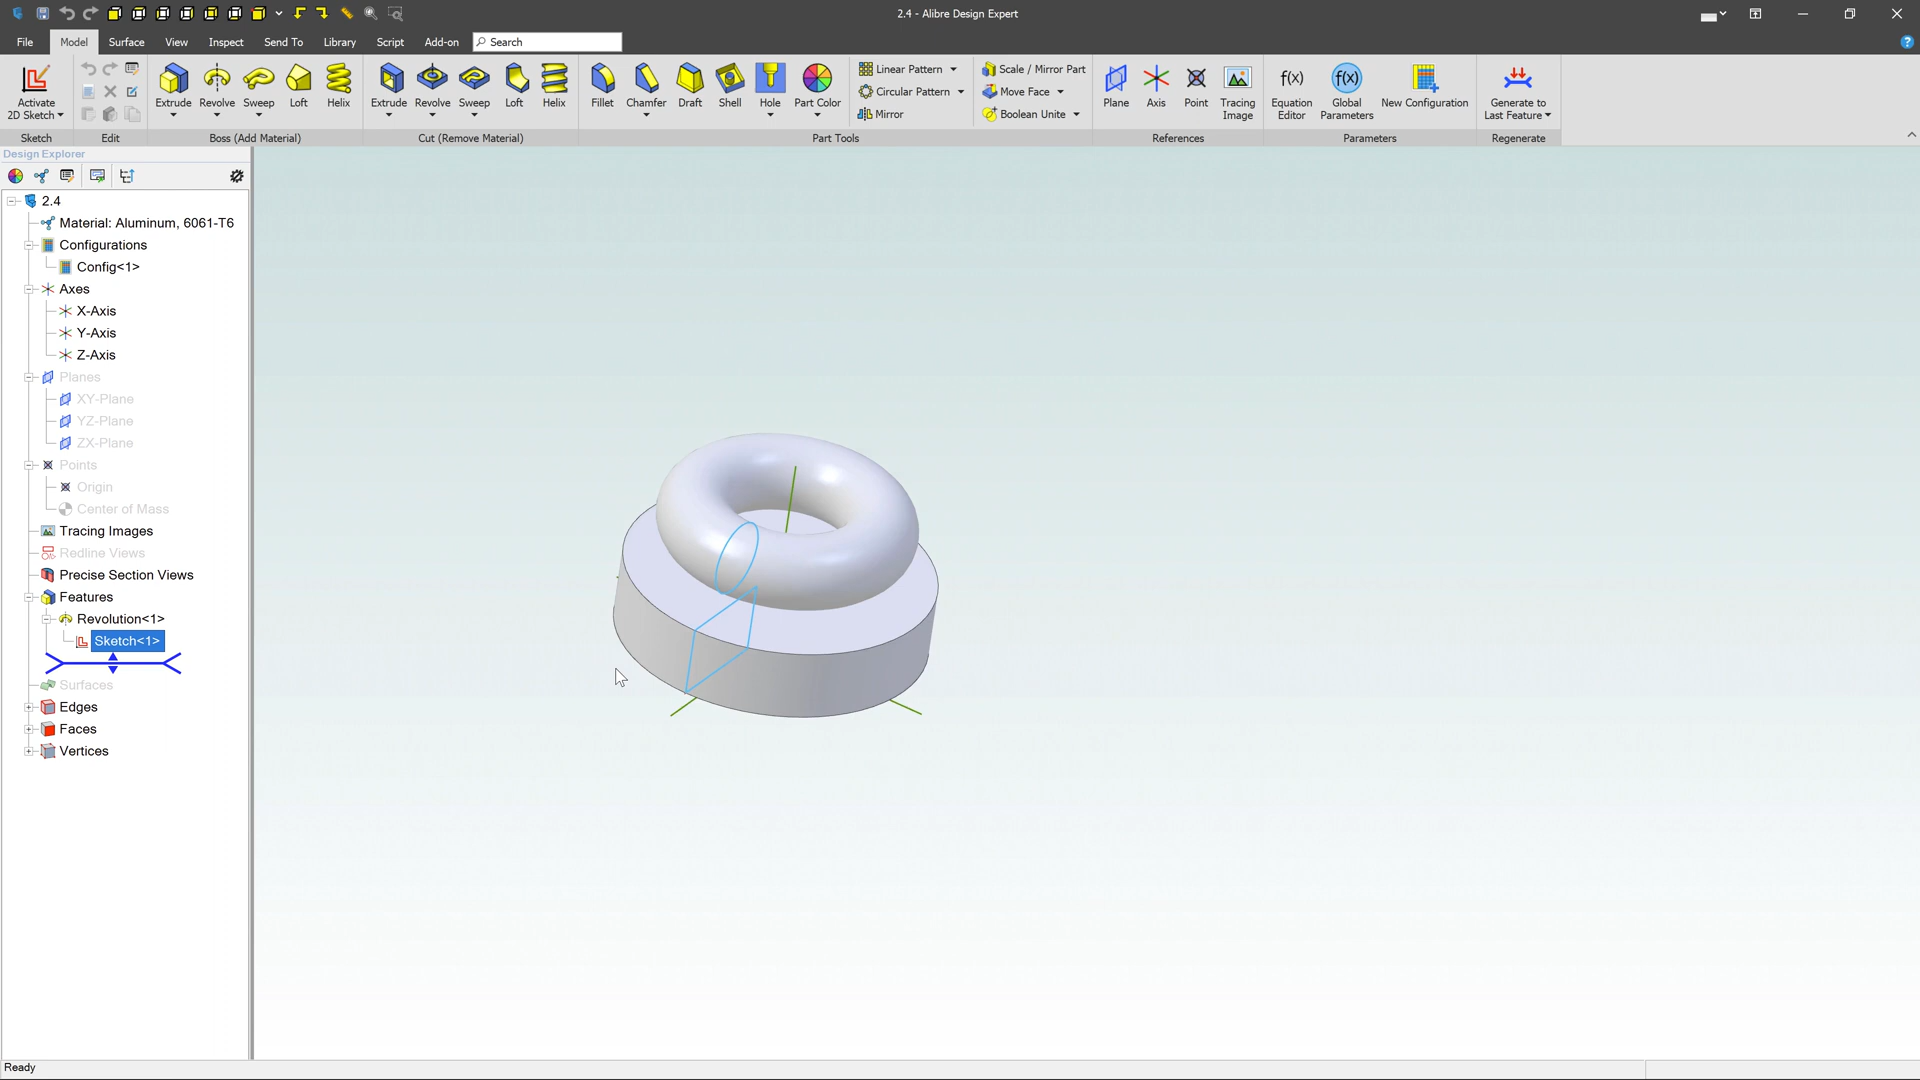 2.4 - Alibre Design Expert
File Model Surface View Inspect Send To Library Script Add-on Search
Activate 2D Sketch
Extrude Revolve Sweep Loft Helix
Extrude Revolve Sweep Loft Helix
Fillet Chamfer Draft Shell Hole Part Color
Linear Pattern
Circular Pattern
Mirror
Scale / Mirror Part
Move Face
Boolean Unite
Plane Axis Point Tracing Image
f(x) Equation Editor
f(x) Global Parameters
New Configuration
Generate to Last Feature
Sketch Edit Boss (Add Material) Cut (Remove Material) Part Tools References Parameters Regenerate
Design Explorer
2.4
Material: Aluminum, 6061-T6
Configurations
Config<1>
Axes
X-Axis
Y-Axis
Z-Axis
Planes
XY-Plane
YZ-Plane
ZX-Plane
Points
Origin
Center of Mass
Tracing Images
Redline Views
Precise Section Views
Features
Revolution<1>
Sketch<1>
Surfaces
Edges
Faces
Vertices
Ready